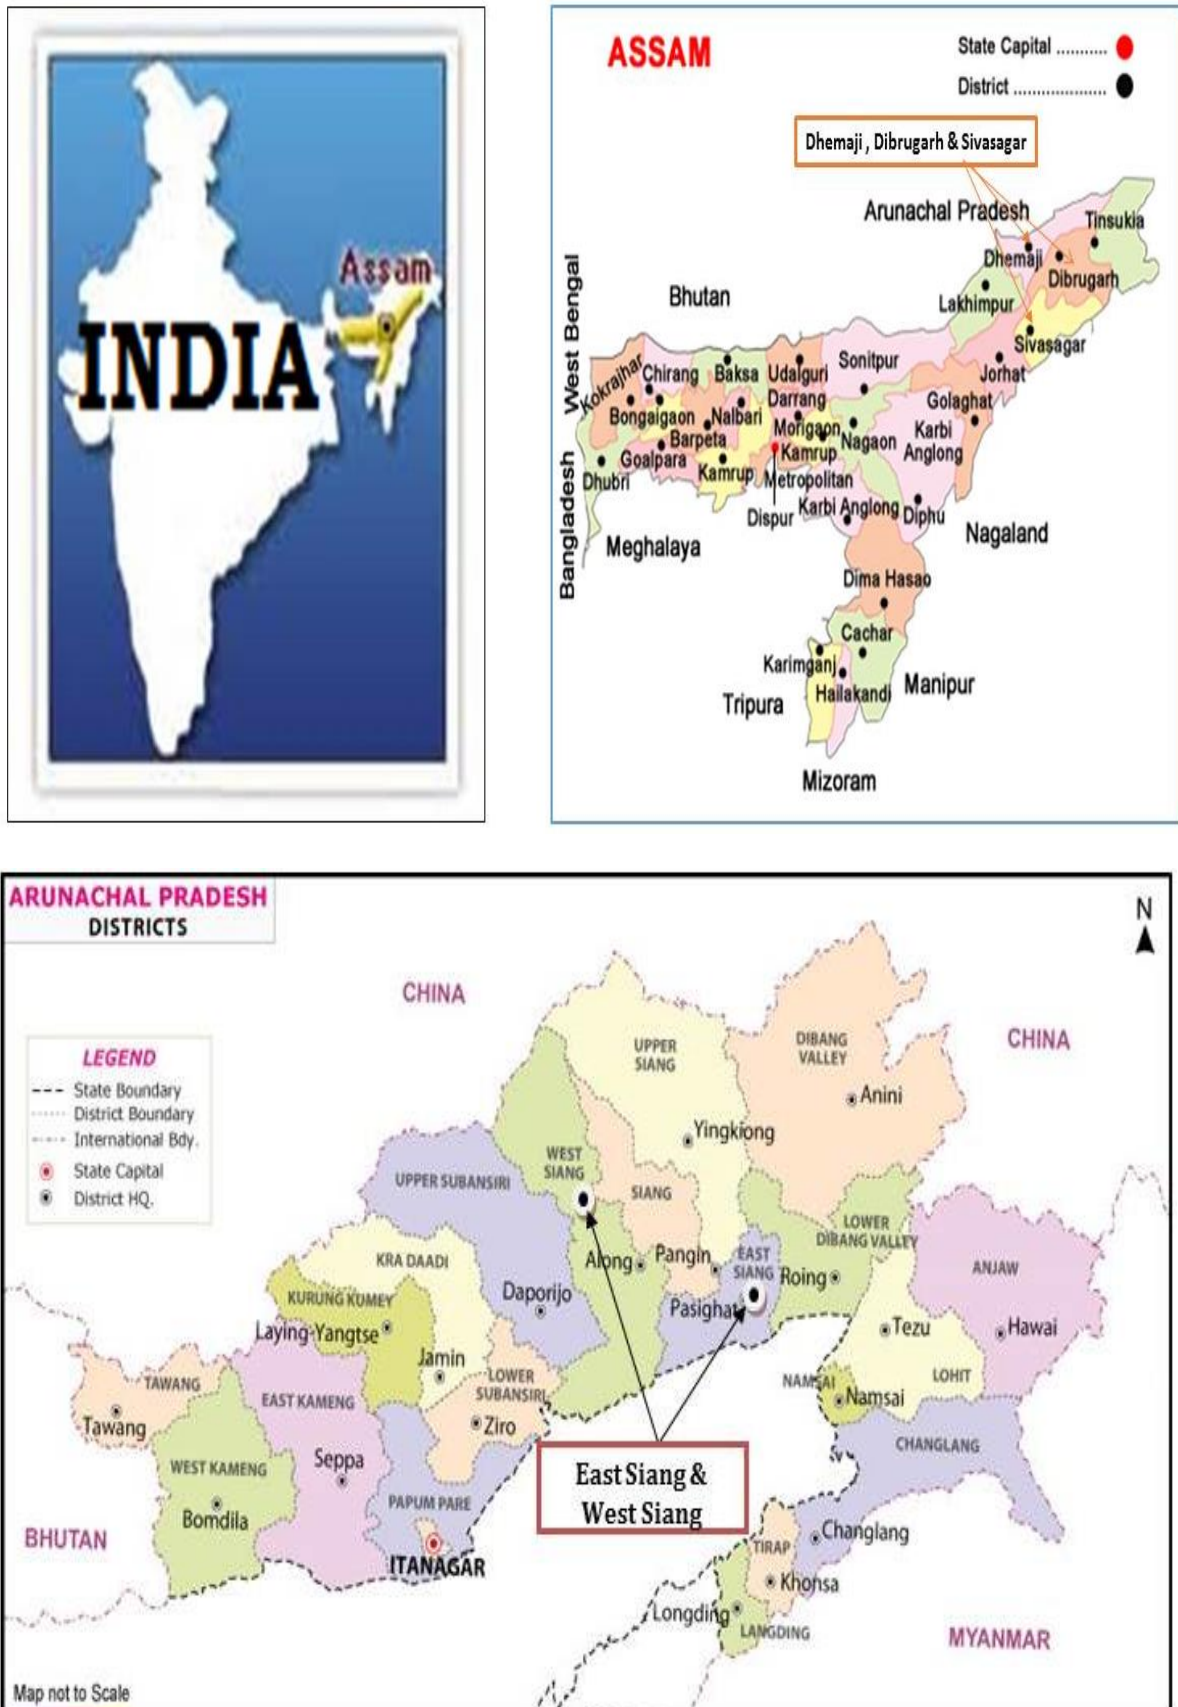 Assam
INDIA
ASSAM
State Capital ...........
District ....................
Dhemaji , Dibrugarh & Sivasagar
Arunachal Pradesh
Tinsukia
Dhemaji
Dibrugarh
Lakhimpur
Sivasagar
Jorhat
Bhutan
West Bengal
Bangladesh
Kokrajhar
Chirang
Baksa
Udalguri
Sonitpur
Darrang
Golaghat
Bongaigaon
Nalbari
Morigaon
Nagaon
Karbi
Anglong
Barpeta
Goalpara
Kamrup
Kamrup
Metropolitan
Dhubri
Dispur
Karbi Anglong
Diphu
Meghalaya
Nagaland
Dima Hasao
Cachar
Karimganj
Hailakandi
Manipur
Tripura
Mizoram
ARUNACHAL PRADESH
DISTRICTS
N
CHINA
CHINA
LEGEND
State Boundary
District Boundary
International Bdy.
State Capital
District HQ.
UPPER
SIANG
DIBANG
VALLEY
Anini
Yingkiong
WEST
SIANG
UPPER SUBANSIRI
SIANG
LOWER
DIBANG VALLEY
KRA DAADI
Along
Pangin
EAST
SIANG
Roing
ANJAW
KURUNG KUMEY
Daporijo
Pasighat
Laying-Yangtse
Tezu
Hawai
Jamin
TAWANG
EAST KAMENG
LOWER
SUBANSIRI
NAMSAI
Namsai
LOHIT
Tawang
Ziro
WEST KAMENG
Seppa
East Siang &
West Siang
CHANGLANG
Bomdila
PAPUM PARE
BHUTAN
ITANAGAR
TIRAP
Changlang
Khonsa
Longding
LANGDING
MYANMAR
Map not to Scale